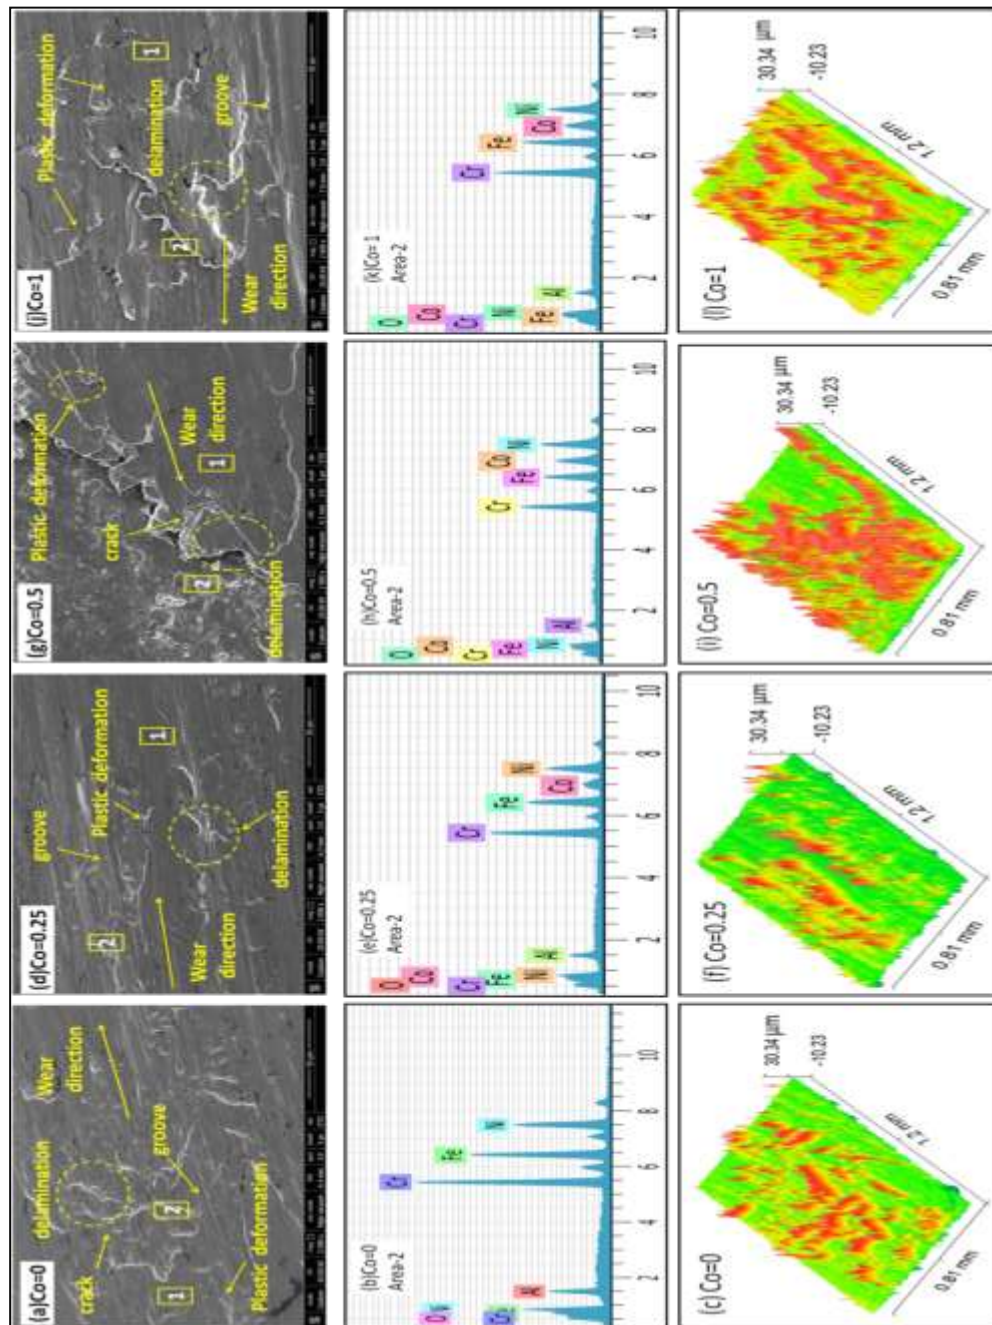 (a)Co=0
delamination
Wear
direction
crack
2
1
groove
Plastic deformation
(d)Co=0.25
groove
2
Plastic deformation
1
Wear
direction
delamination
(g)Co=0.5
Plastic deformation
crack
Wear
direction
2
1
Delamination
(j)Co=1
Plastic deformation
1
delamination
2
groove
Wear
direction
(b)Co=0
Area-2
Cr
Fe
O
Al
Cr
2
4
6
8
10
(e)Co=0.25
Area-2
O
Co
Cr
Fe
Fe
Ni
Co
Ni
Cr
Al
2
4
6
8
10
(h)Co=0.5
Area-2
O
Co
Cr
Cr
Co
Fe
Fe
Ni
Ni
Al
2
4
6
8
10
(k)Co= 1
Area-2
O
Co
Cr
Cr
Fe
Ni
Co
Ni
Fe
Al
2
4
6
8
10
(c) Co=0
30.34 µm
-10.23
1.2 mm
0.81 mm
(f) Co=0.25
30.34 µm
-10.23
1.2 mm
0.81 mm
(i) Co=0.5
30.34 µm
-10.23
1.2 mm
0.81 mm
(l) Co=1
30.34 µm
-10.23
1.2 mm
0.81 mm